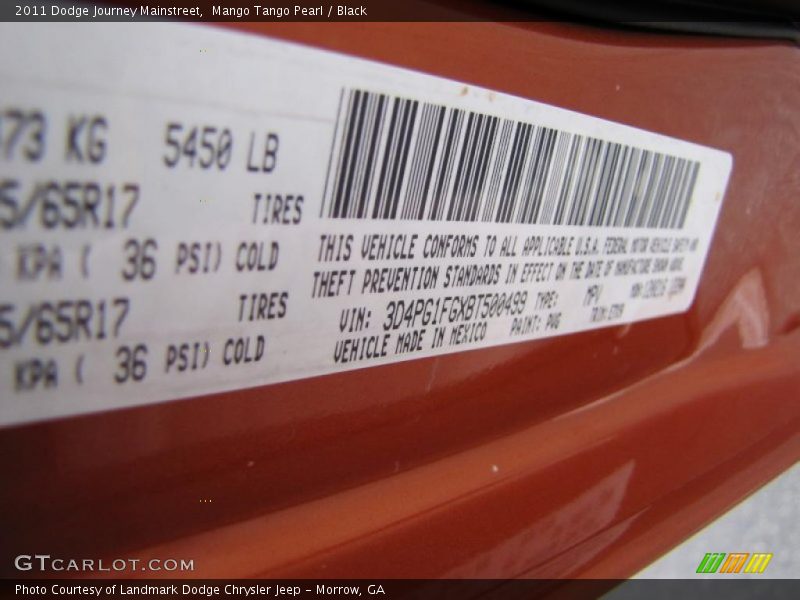 2011 Dodge Journey Mainstreet, Mango Tango Pearl / Black
73 KG 5450 LB
5/65R17 TIRES
KPA ( 36 PSI) COLD
5/65R17 TIRES
KPA ( 36 PSI) COLD
THIS VEHICLE CONFORMS TO ALL APPLICABLE U.S.A. FEDERAL MOTOR VEHICLE SAFETY AND
THEFT PREVENTION STANDARDS IN EFFECT ON THE DATE OF MANUFACTURE SHOWN ABOVE.
VIN: 3D4PG1FGXBT500499 TYPE: MPV
VEHICLE MADE IN MEXICO PAINT: PVG TRIM:
GTCARLOT.COM
Photo Courtesy of Landmark Dodge Chrysler Jeep – Morrow, GA